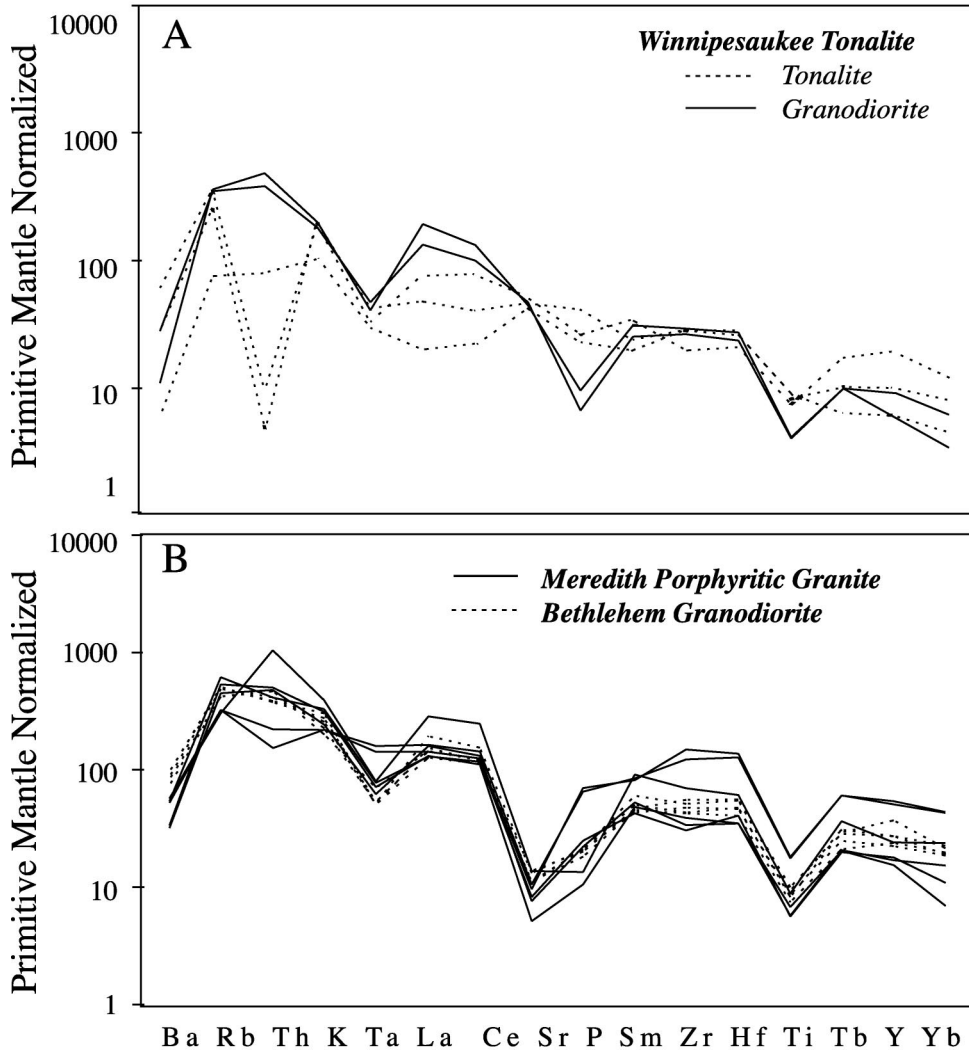 A
Winnipesaukee Tonalite
Tonalite
Granodiorite
Primitive Mantle Normalized
10000
1000
100
10
1
B
Meredith Porphyritic Granite
Bethlehem Granodiorite
Primitive Mantle Normalized
10000
1000
100
10
1
Ba Rb Th K Ta La Ce Sr P Sm Zr Hf Ti Tb Y Yb